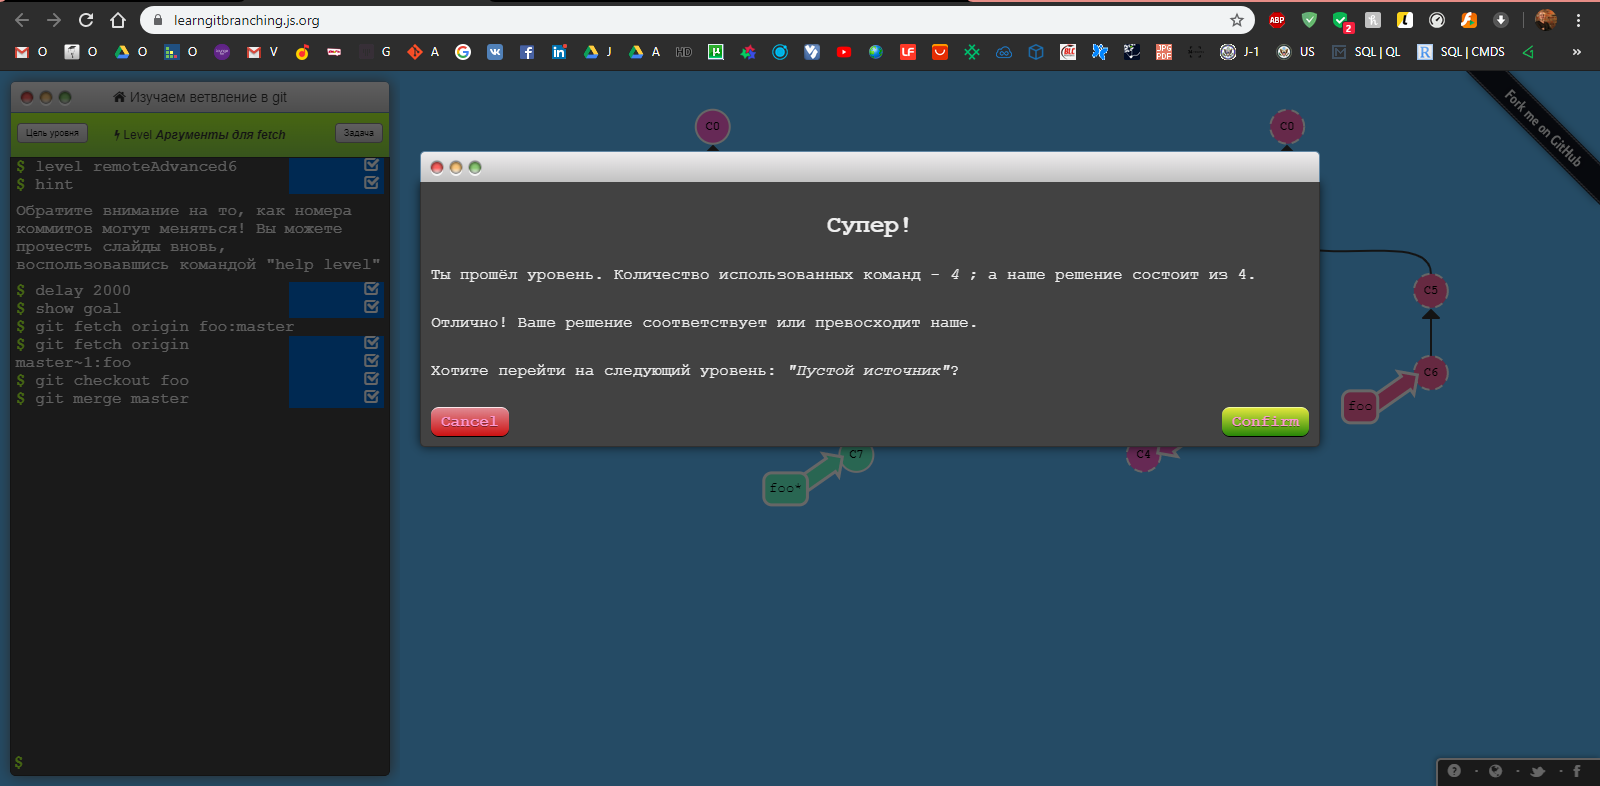 learngitbranching.js.org
ABP
2
O
O
O
O
V
G
A
J
A
HD
J-1
US
SQL | QL
SQL | CMDS
»
Изучаем ветвление в git
Цель уровня
Level Аргументы для fetch
Задача
$ level remoteAdvanced6
$ hint
Обратите внимание на то, как номера
коммитов могут меняться! Вы можете
прочесть слайды вновь,
воспользовавшись командой "help level"
$ delay 2000
$ show goal
$ git fetch origin foo:master
$ git fetch origin
master~1:foo
$ git checkout foo
$ git merge master
$
C0
C0
Fork me on GitHub
Супер!
Ты прошёл уровень. Количество использованных команд - 4 ; а наше решение состоит из 4.
Отлично! Ваше решение соответствует или превосходит наше.
Хотите перейти на следующий уровень: "Пустой источник"?
Cancel
Confirm
C5
C6
foo
C7
foo*
C4